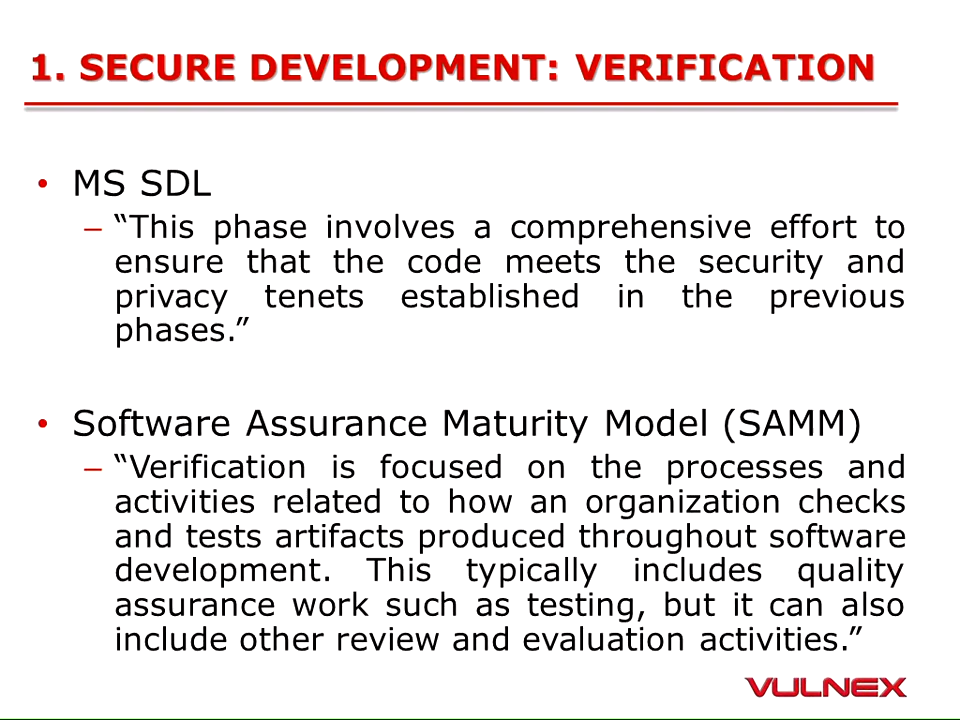 1. SECURE DEVELOPMENT: VERIFICATION
• MS SDL
– “This phase involves a comprehensive effort to
ensure that the code meets the security and
privacy tenets established in the previous
phases.”
• Software Assurance Maturity Model (SAMM)
– “Verification is focused on the processes and
activities related to how an organization checks
and tests artifacts produced throughout software
development. This typically includes quality
assurance work such as testing, but it can also
include other review and evaluation activities.”
VULNEX